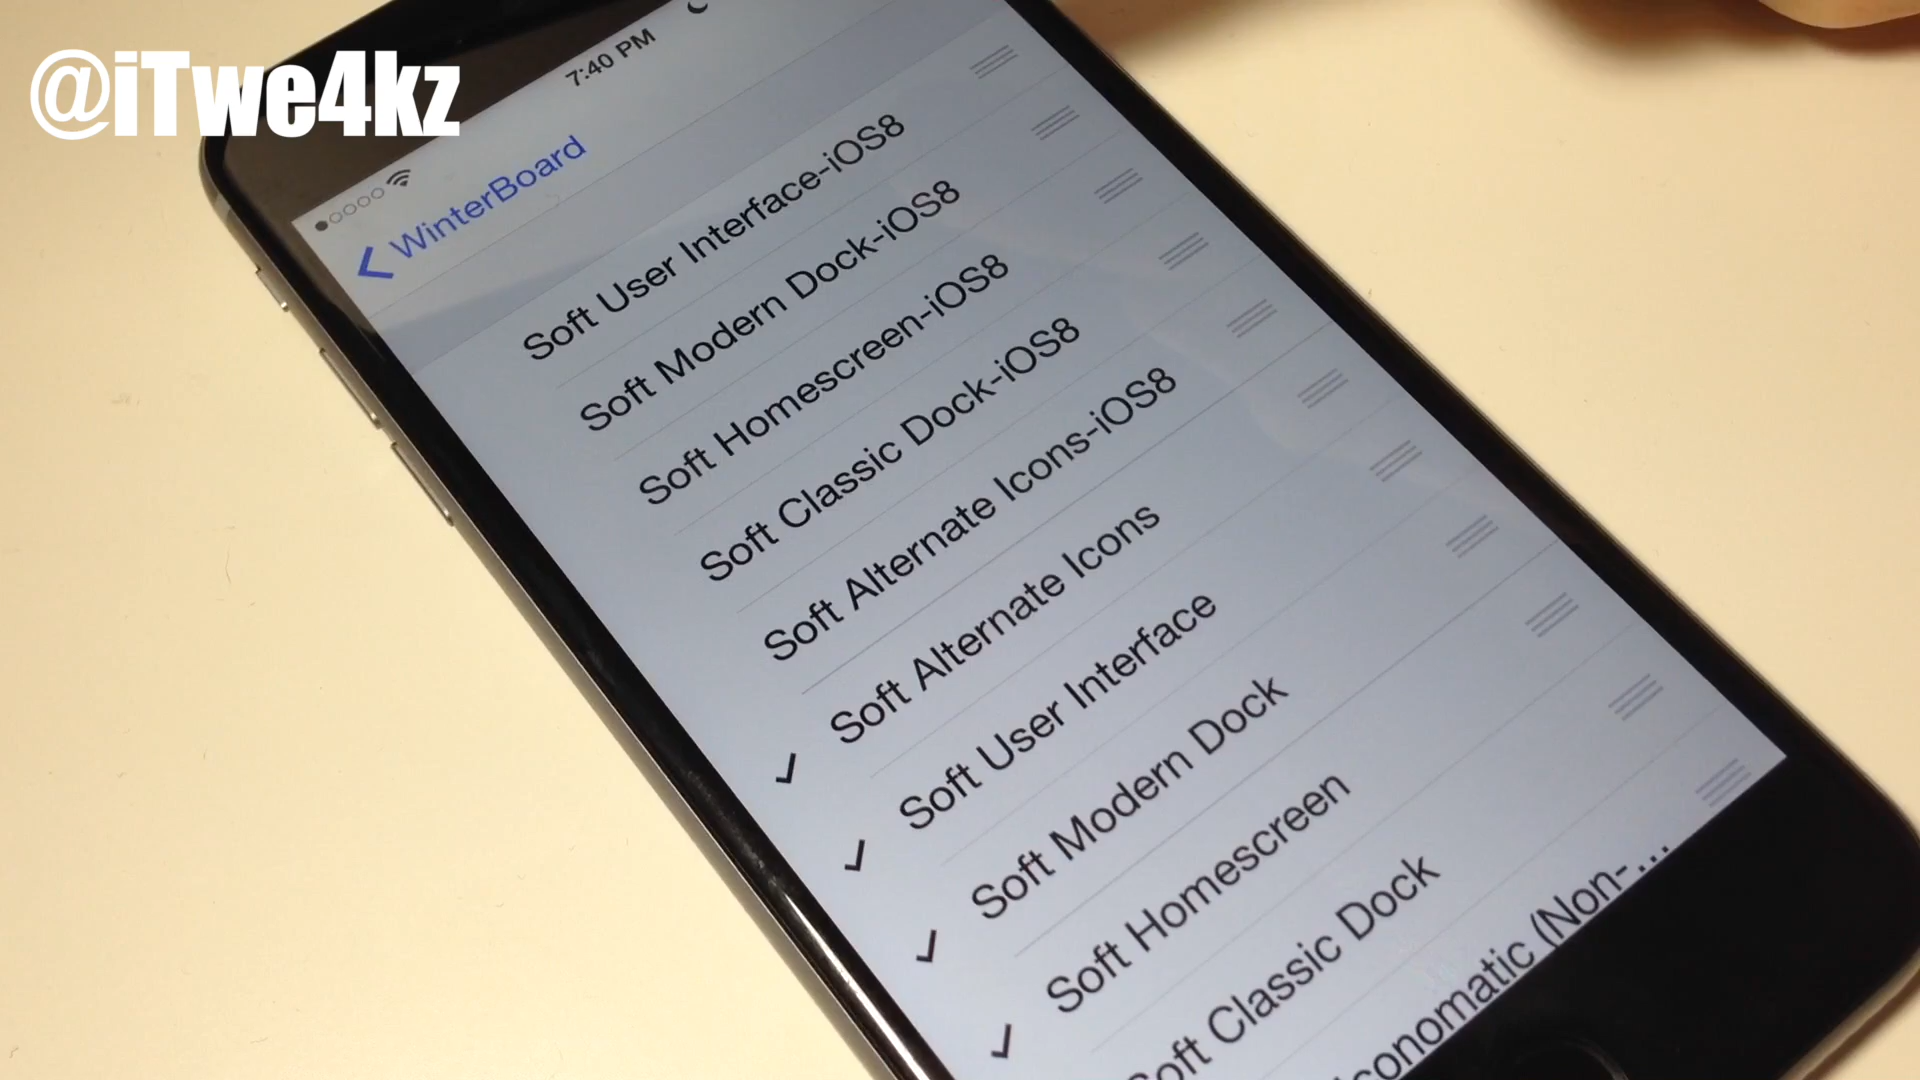 @iTwe4kz
7:40 PM
WinterBoard
Soft User Interface-iOS8
Soft Modern Dock-iOS8
Soft Homescreen-iOS8
Soft Classic Dock-iOS8
Soft Alternate Icons-iOS8
Soft Alternate Icons
Soft User Interface
Soft Modern Dock
Soft Homescreen
Soft Classic Dock
Iconomatic (Non-...